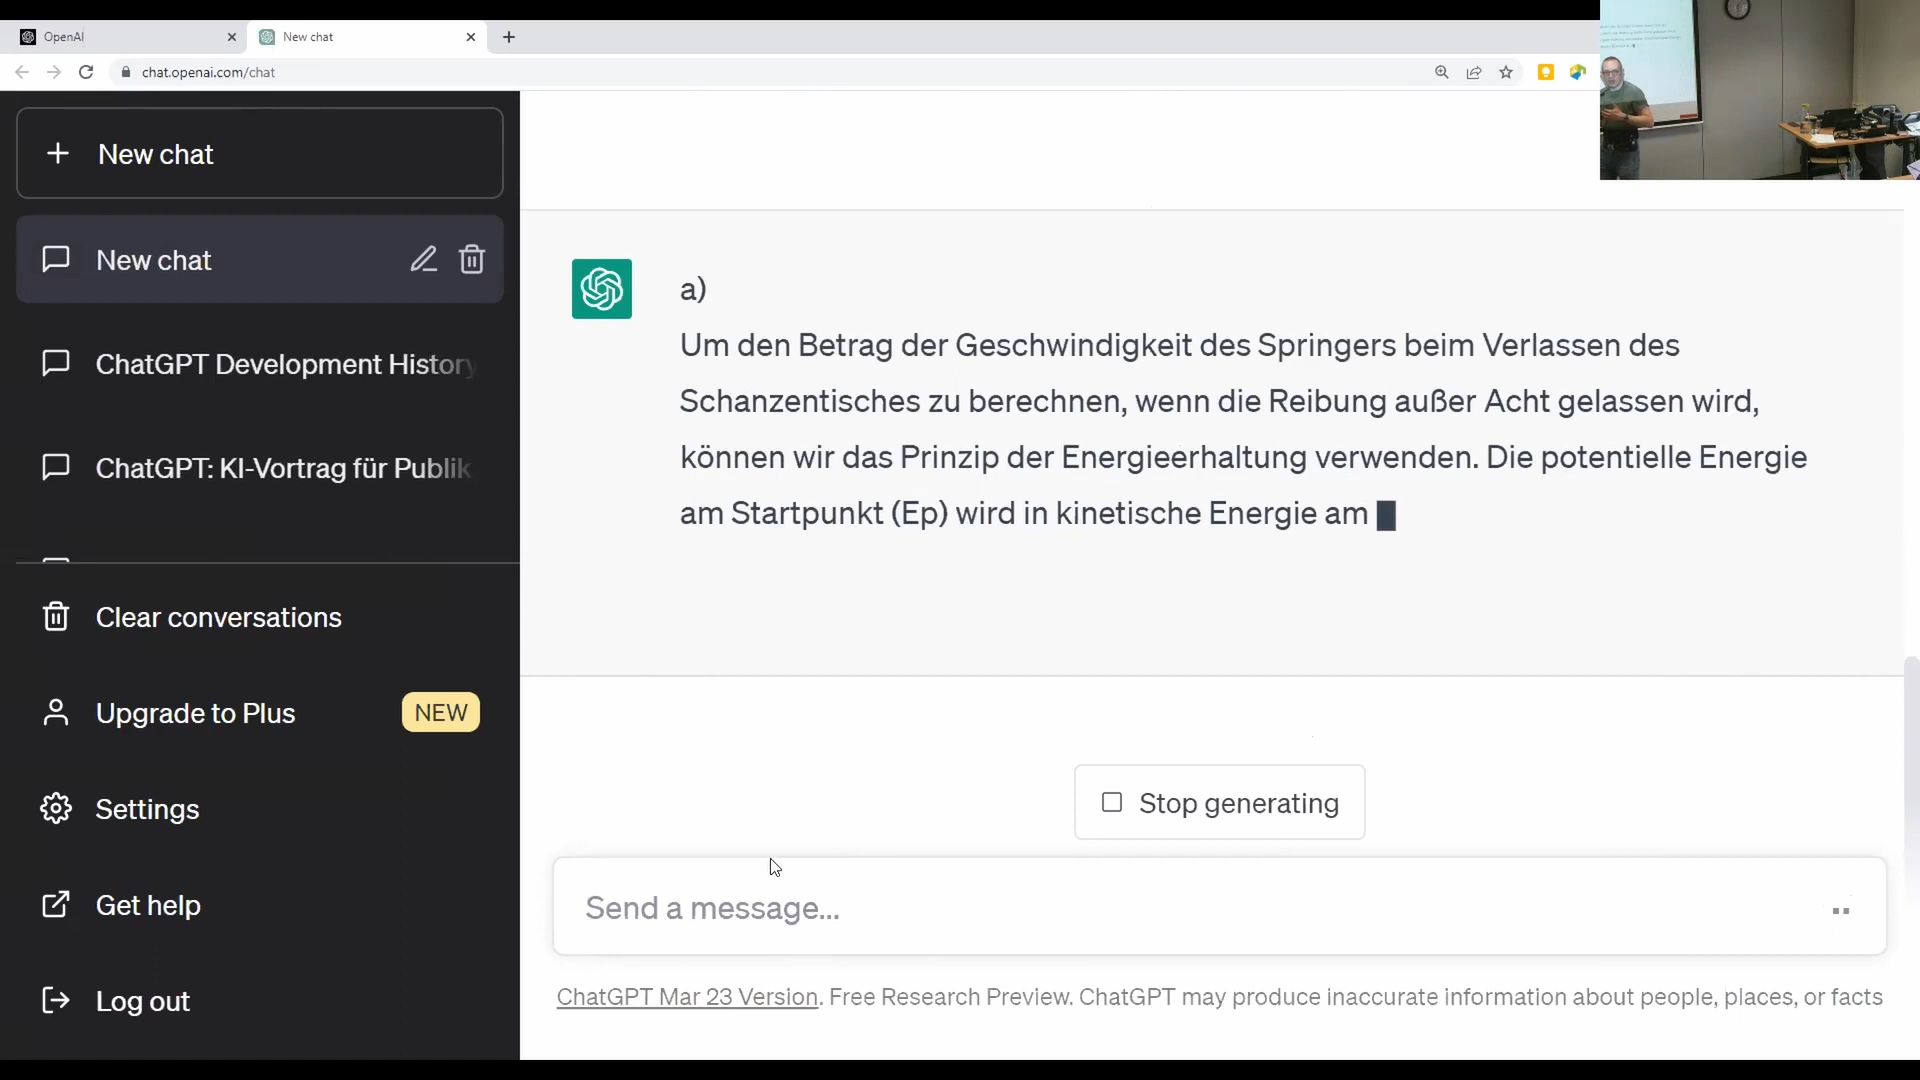 OpenAI
New chat
chat.openai.com/chat
New chat
New chat
ChatGPT Development History
ChatGPT: KI-Vortrag für Publik
Clear conversations
Upgrade to Plus
NEW
Settings
Get help
Log out
a)
Um den Betrag der Geschwindigkeit des Springers beim Verlassen des
Schanzentisches zu berechnen, wenn die Reibung außer Acht gelassen wird,
können wir das Prinzip der Energieerhaltung verwenden. Die potentielle Energie
am Startpunkt (Ep) wird in kinetische Energie am
Stop generating
Send a message...
ChatGPT Mar 23 Version. Free Research Preview. ChatGPT may produce inaccurate information about people, places, or facts